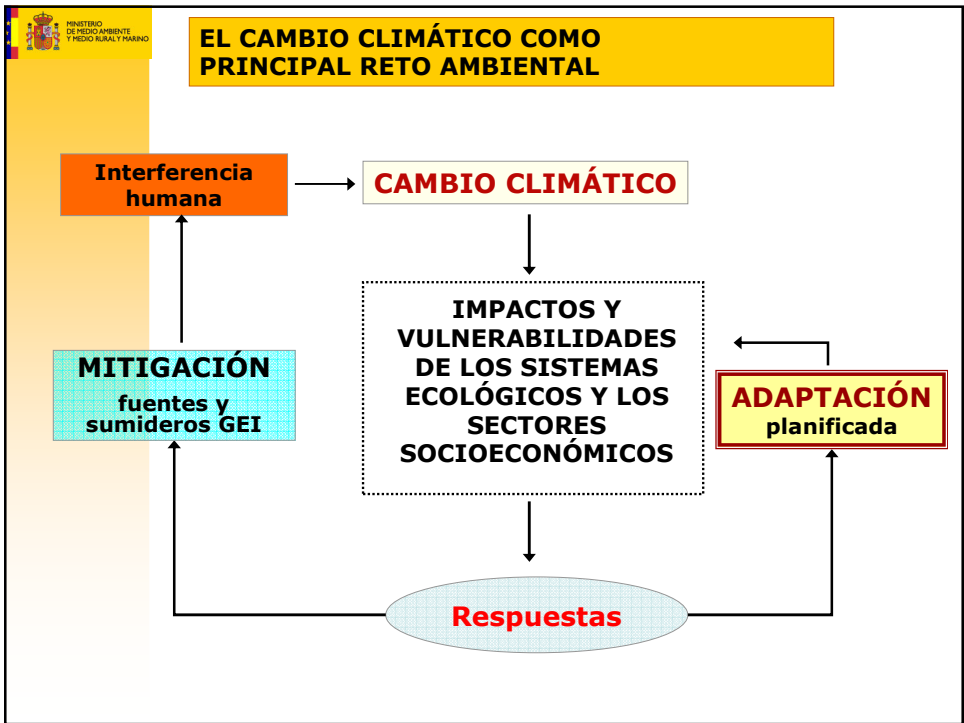 MINISTERIO
DE MEDIO AMBIENTE
Y MEDIO RURAL Y MARINO
EL CAMBIO CLIMÁTICO COMO
PRINCIPAL RETO AMBIENTAL
Interferencia
humana
CAMBIO CLIMÁTICO
IMPACTOS Y
VULNERABILIDADES
DE LOS SISTEMAS
ECOLÓGICOS Y LOS
SECTORES
SOCIOECONÓMICOS
MITIGACIÓN
fuentes y
sumideros GEI
ADAPTACIÓN
planificada
Respuestas